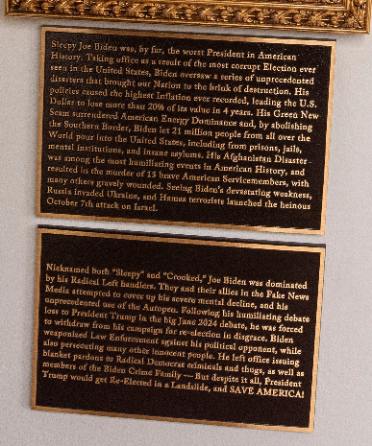 Sleepy Joe Biden was, by far, the worst President in American
History. Taking office as a result of the most corrupt Election ever
seen in the United States, Biden oversaw a series of unprecedented
disasters that brought our Nation to the brink of destruction. His
policies caused the highest Inflation ever recorded, leading the U.S.
Dollar to lose more than 20% of its value in 4 years. His Green New
Scam surrendered American Energy Dominance and, by abolishing
the Southern Border, Biden let 21 million people from all over the
World pour into the United States, including from prisons, jails,
mental institutions, and insane asylums. His Afghanistan Disaster
was among the most humiliating events in American History, and
resulted in the murder of 13 brave American Servicemembers, with
many others gravely wounded. Seeing Biden's devastating weakness,
Russia invaded Ukraine, and Hamas terrorists launched the heinous
October 7th attack on Israel.
Nicknamed both "Sleepy" and "Crooked," Joe Biden was dominated
by his Radical Left handlers. They and their allies in the Fake News
Media attempted to cover up his severe mental decline, and his
unprecedented use of the Autopen. Following his humiliating debate
loss to President Trump in the big June 2024 debate, he was forced
to withdraw from his campaign for re-election in disgrace. Biden
weaponized Law Enforcement against his political opponent, while
also persecuting many other innocent people. He left office issuing
blanket pardons to Radical Democrat criminals and thugs, as well as
members of the Biden Crime Family — But despite it all, President
Trump would get Re-Elected in a Landslide, and SAVE AMERICA!